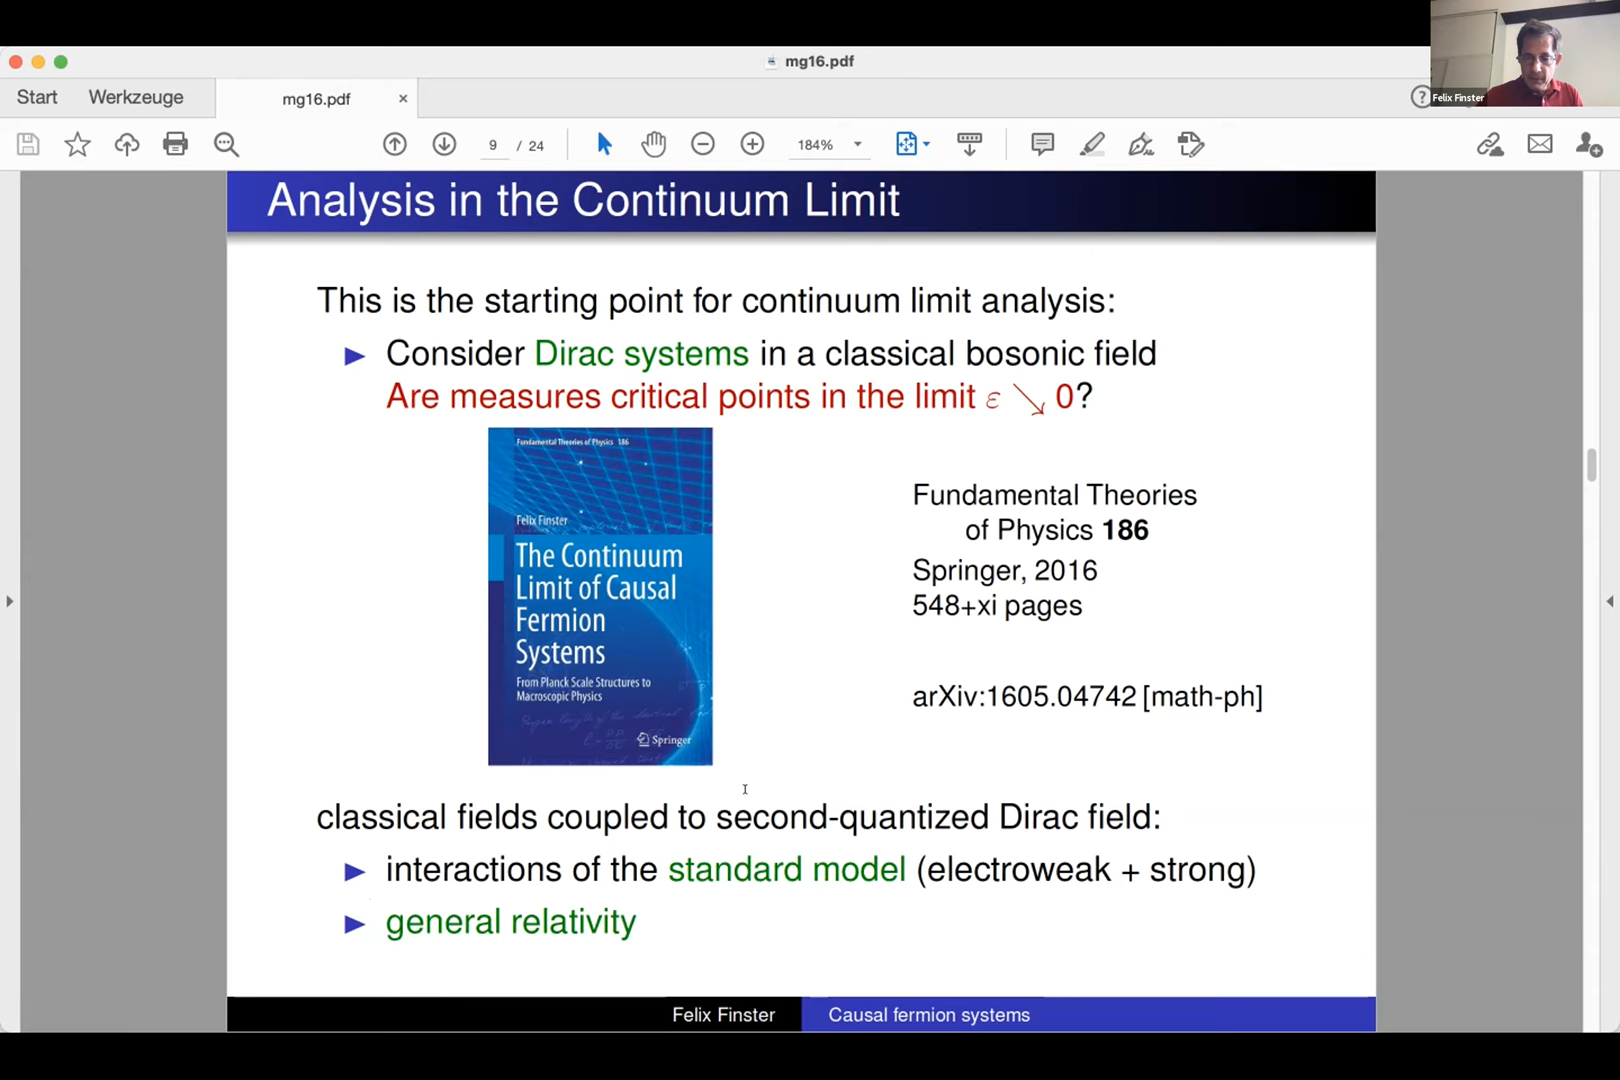 mg16.pdf
Start Werkzeuge mg16.pdf ×
Felix Finster
9 / 24 184%
Analysis in the Continuum Limit
This is the starting point for continuum limit analysis:
► Consider Dirac systems in a classical bosonic field
Are measures critical points in the limit ε ↘ 0?
Fundamental Theories of Physics 186
Felix Finster
The Continuum
Limit of Causal
Fermion
Systems
From Planck Scale Structures to
Macroscopic Physics
Springer
Fundamental Theories
of Physics 186
Springer, 2016
548+xi pages
arXiv:1605.04742 [math-ph]
classical fields coupled to second-quantized Dirac field:
► interactions of the standard model (electroweak + strong)
► general relativity
Felix Finster Causal fermion systems